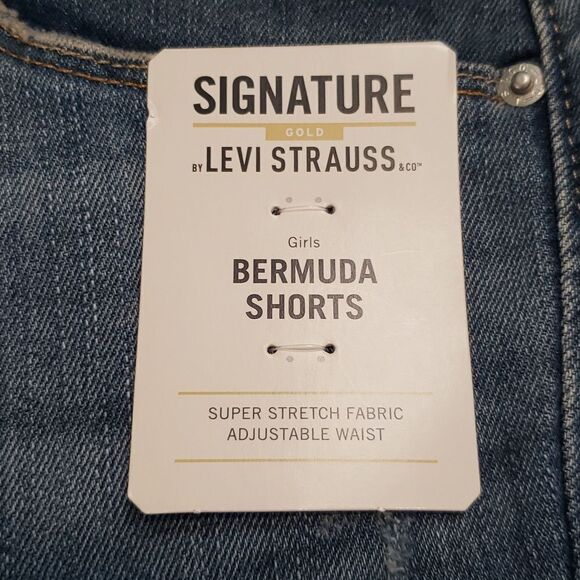 SIGNATURE
GOLD
BY LEVI STRAUSS & CO™
Girls
BERMUDA
SHORTS
SUPER STRETCH FABRIC
ADJUSTABLE WAIST